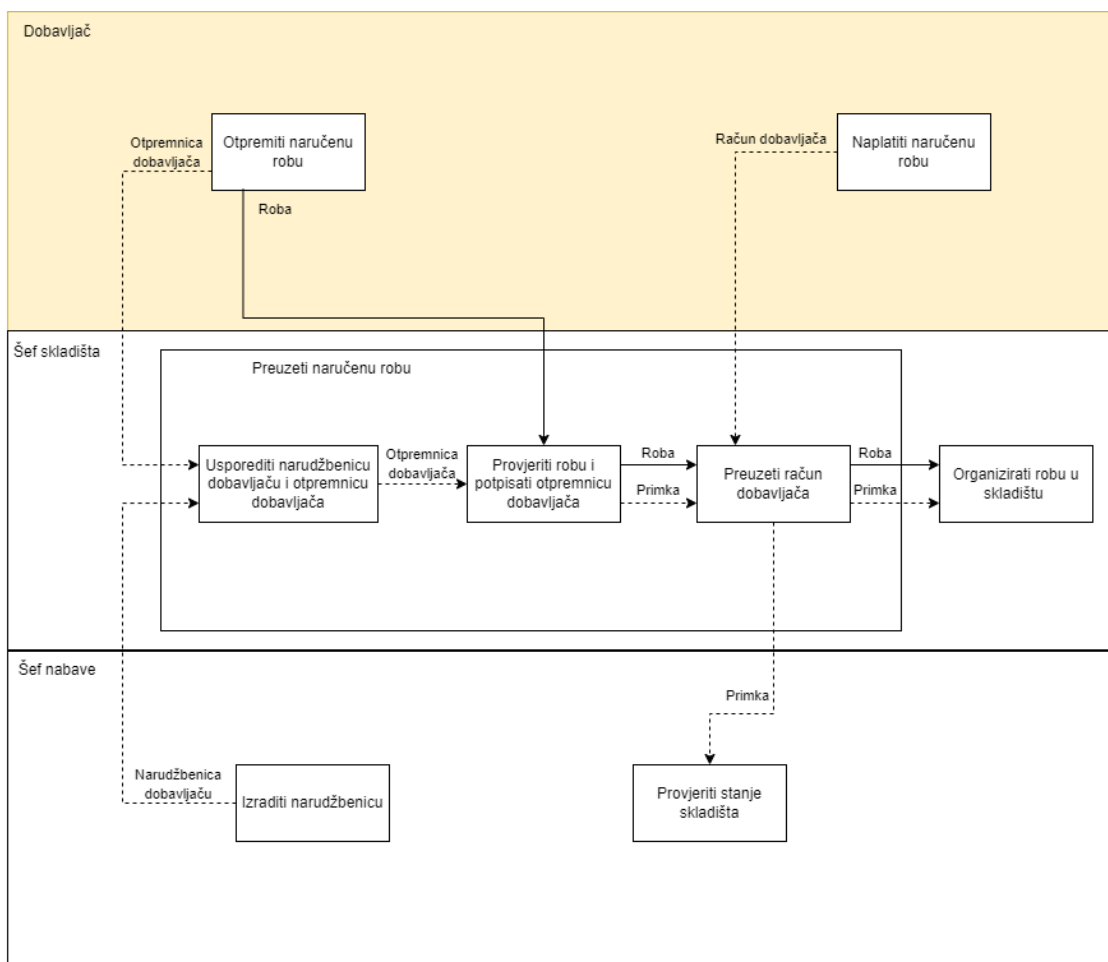 Dobavljač
Otpremnica
dobavljača
Otpremiti naručenu
robu
Račun dobavljača
Naplatiti naručenu
robu
Roba
Šef skladišta
Preuzeti naručenu robu
Usporediti narudžbenicu
dobavljaču i otpremnicu
dobavljača
Otpremnica
dobavljača
Provjeriti robu i
potpisati otpremnicu
dobavljača
Roba
Primka
Preuzeti račun
dobavljača
Roba
Primka
Organizirati robu u
skladištu
Šef nabave
Primka
Narudžbenica
dobavljaču
Izraditi narudžbenicu
Provjeriti stanje
skladišta